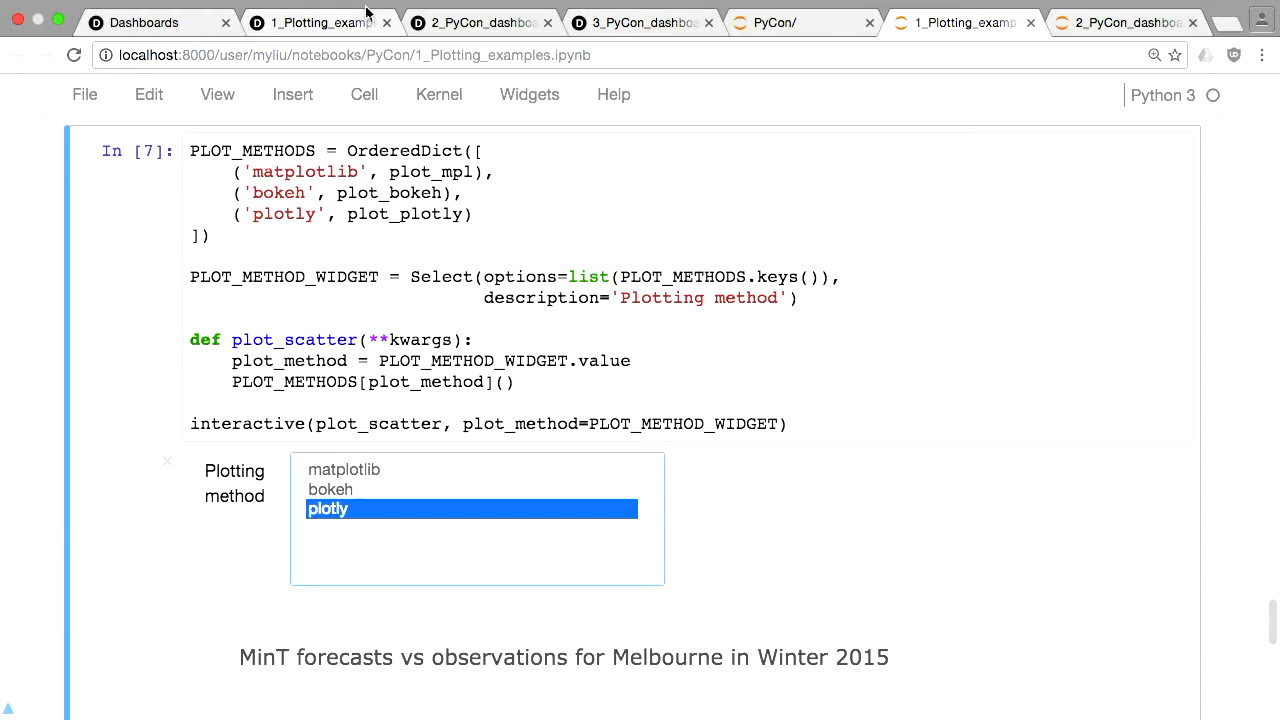 Dashboards
1_Plotting_examp
2_PyCon_dashbo
3_PyCon_dashbo
PyCon/
1_Plotting_examp
2_PyCon_dashbo
localhost:8000/user/myliu/notebooks/PyCon/1_Plotting_examples.ipynb
File Edit View Insert Cell Kernel Widgets Help Python 3
In [7]:
PLOT_METHODS = OrderedDict([
('matplotlib', plot_mpl),
('bokeh', plot_bokeh),
('plotly', plot_plotly)
])
PLOT_METHOD_WIDGET = Select(options=list(PLOT_METHODS.keys()),
description='Plotting method')
def plot_scatter(**kwargs):
plot_method = PLOT_METHOD_WIDGET.value
PLOT_METHODS[plot_method]()
interactive(plot_scatter, plot_method=PLOT_METHOD_WIDGET)
Plotting
method
matplotlib
bokeh
plotly
MinT forecasts vs observations for Melbourne in Winter 2015